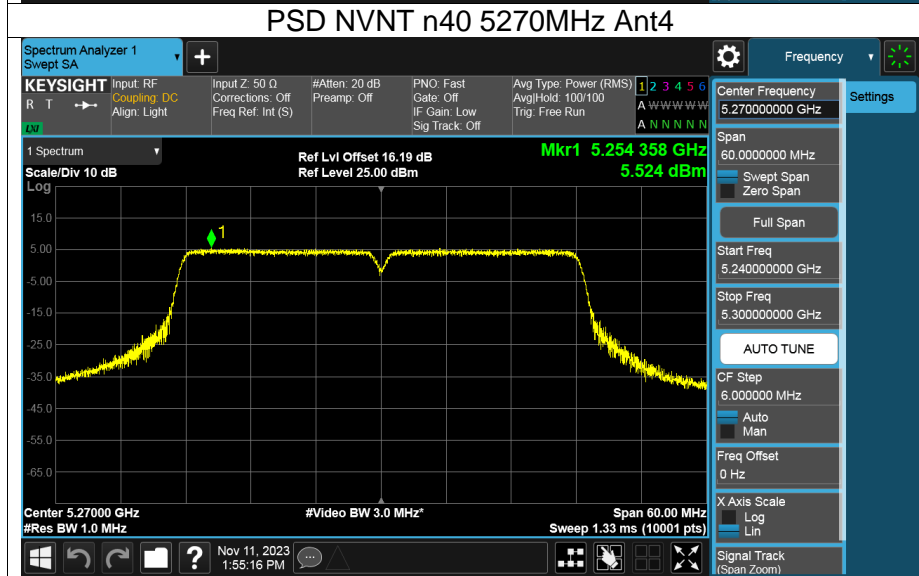 PSD NVNT n40 5270MHz Ant4
Spectrum Analyzer 1
Swept SA
Frequency
KEYSIGHT
R T
LXI
Input: RF
Coupling: DC
Align: Light
Input Z: 50 Ω
Corrections: Off
Freq Ref: Int (S)
#Atten: 20 dB
Preamp: Off
PNO: Fast
Gate: Off
IF Gain: Low
Sig Track: Off
Avg Type: Power (RMS)
Avg|Hold: 100/100
Trig: Free Run
1 2 3 4 5 6
A W W W W W
A N N N N N
1 Spectrum
Scale/Div 10 dB
Log
Ref Lvl Offset 16.19 dB
Ref Level 25.00 dBm
Mkr1 5.254 358 GHz
5.524 dBm
15.0
5.00
-5.00
-15.0
-25.0
-35.0
-45.0
-55.0
-65.0
1
Center 5.27000 GHz
#Res BW 1.0 MHz
#Video BW 3.0 MHz*
Span 60.00 MHz
Sweep 1.33 ms (10001 pts)
Nov 11, 2023
1:55:16 PM
Center Frequency
5.270000000 GHz
Span
60.0000000 MHz
Swept Span
Zero Span
Full Span
Start Freq
5.240000000 GHz
Stop Freq
5.300000000 GHz
AUTO TUNE
CF Step
6.000000 MHz
Auto
Man
Freq Offset
0 Hz
X Axis Scale
Log
Lin
Signal Track
(Span Zoom)
Settings